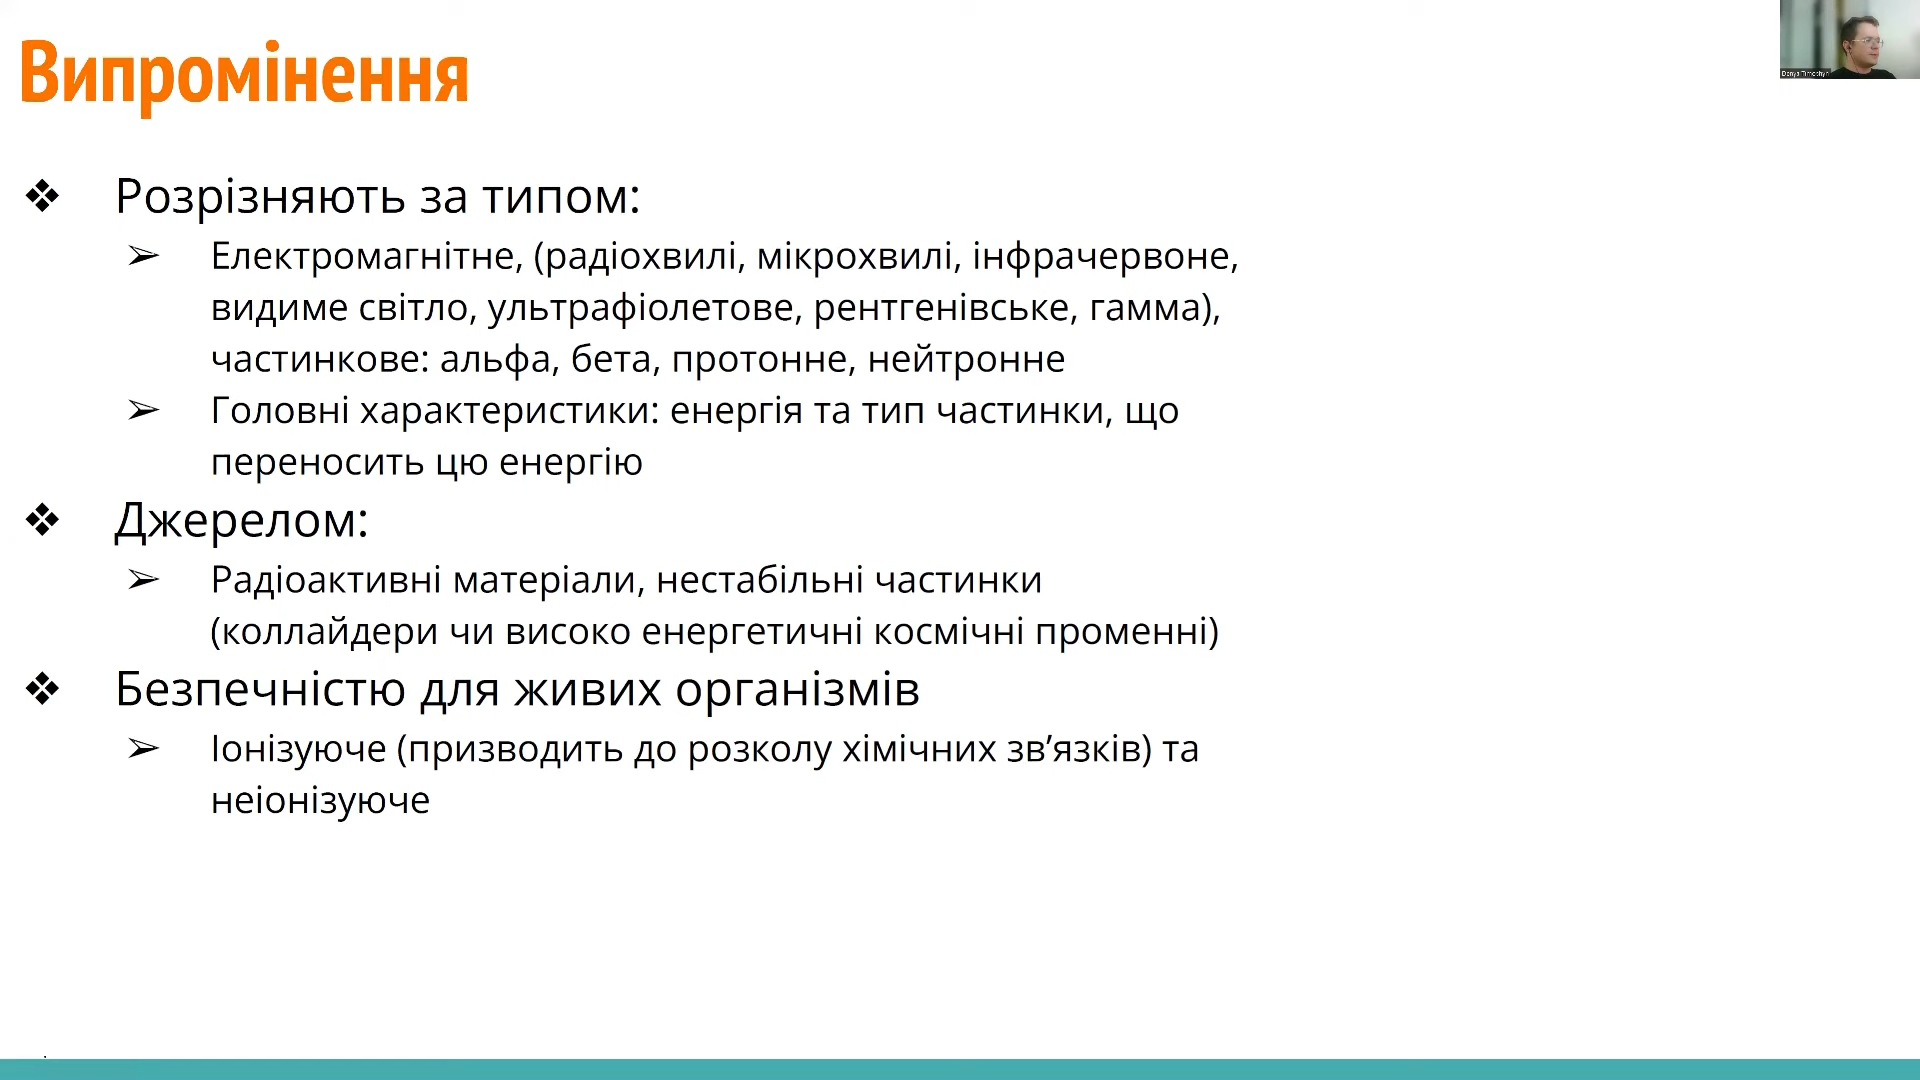 Випромінення
❖ Розрізняють за типом:
➢ Електромагнітне, (радіохвилі, мікрохвилі, інфрачервоне,
видиме світло, ультрафіолетове, рентгенівське, гамма),
частинкове: альфа, бета, протонне, нейтронне
➢ Головні характеристики: енергія та тип частинки, що
переносить цю енергію
❖ Джерелом:
➢ Радіоактивні матеріали, нестабільні частинки
(коллайдери чи високо енергетичні космічні променні)
❖ Безпечністю для живих організмів
➢ Іонізуюче (призводить до розколу хімічних зв’язків) та
неіонізуюче